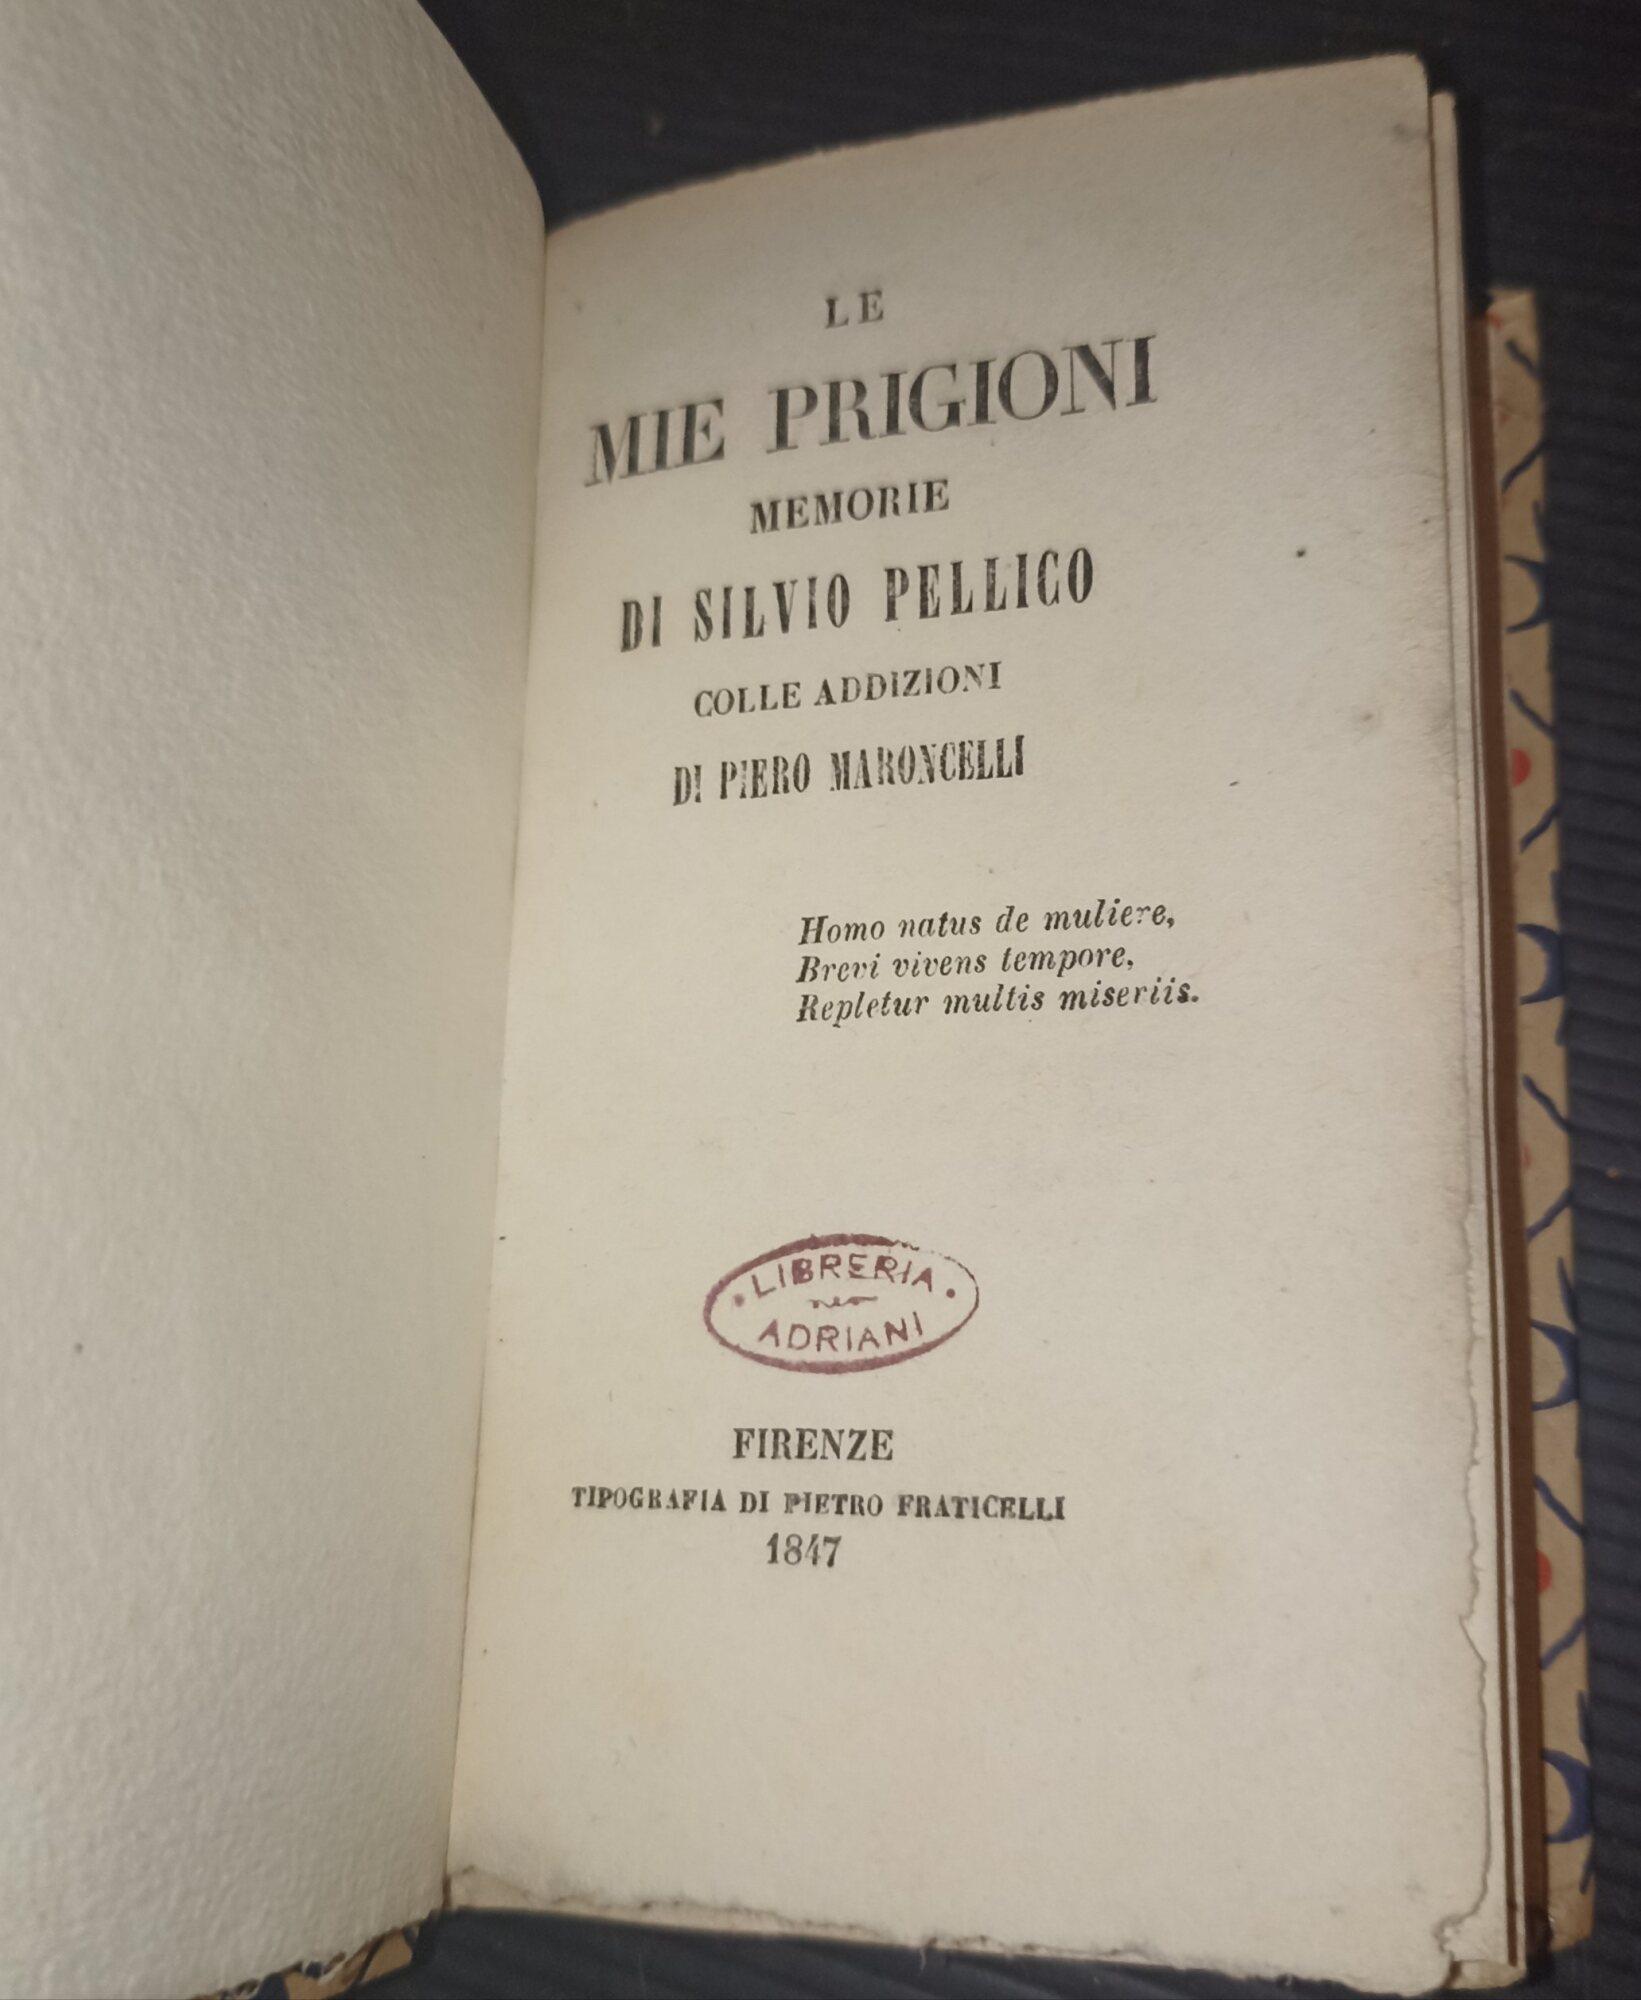 LE
MIE PRIGIONI
MEMORIE
DI SILVIO PELLICO
COLLE ADDIZIONI
DI PIERO MARONCELLI
Homo natus de muliere,
Brevi vivens tempore,
Repletur multis miseriis.
LIBRERIA
ADRIANI
FIRENZE
TIPOGRAFIA DI PIETRO FRATICELLI
1847